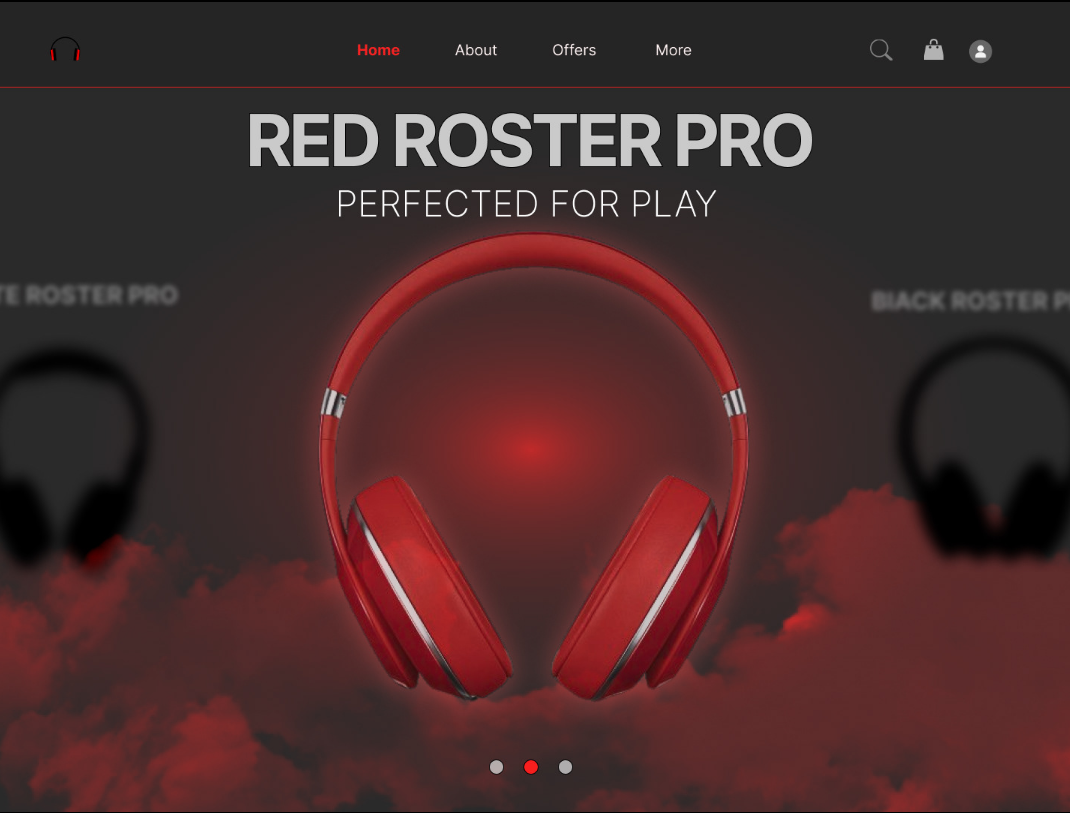 Home About Offers More
RED ROSTER PRO
PERFECTED FOR PLAY
TE ROSTER PRO
BlACK ROSTER P